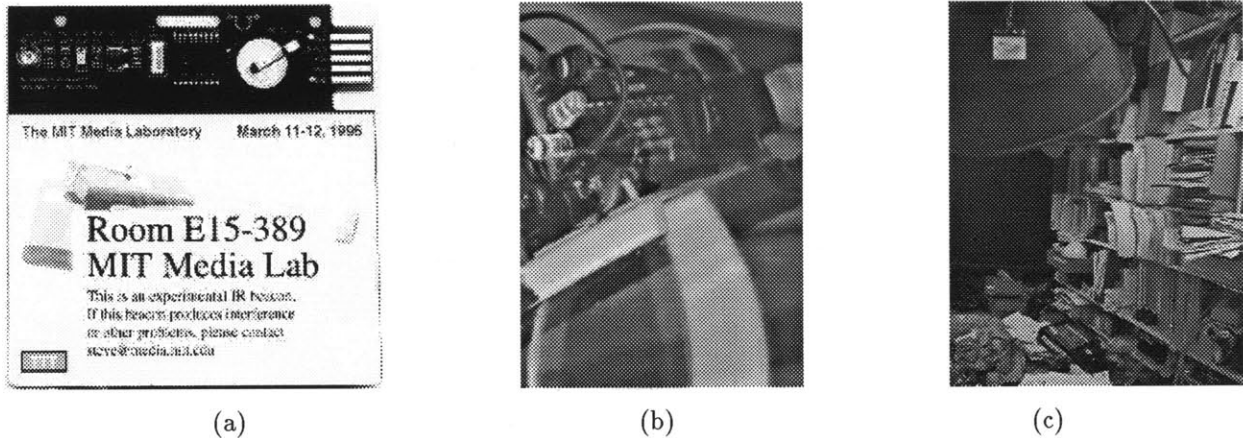 The MIT Media Laboratory March 11-12, 1995
Room E15-389
MIT Media Lab
This is an experimental IR beacon.
If this beacon produces interference
or other problems, please contact
steve@media.mit.edu
(a) (b) (c)